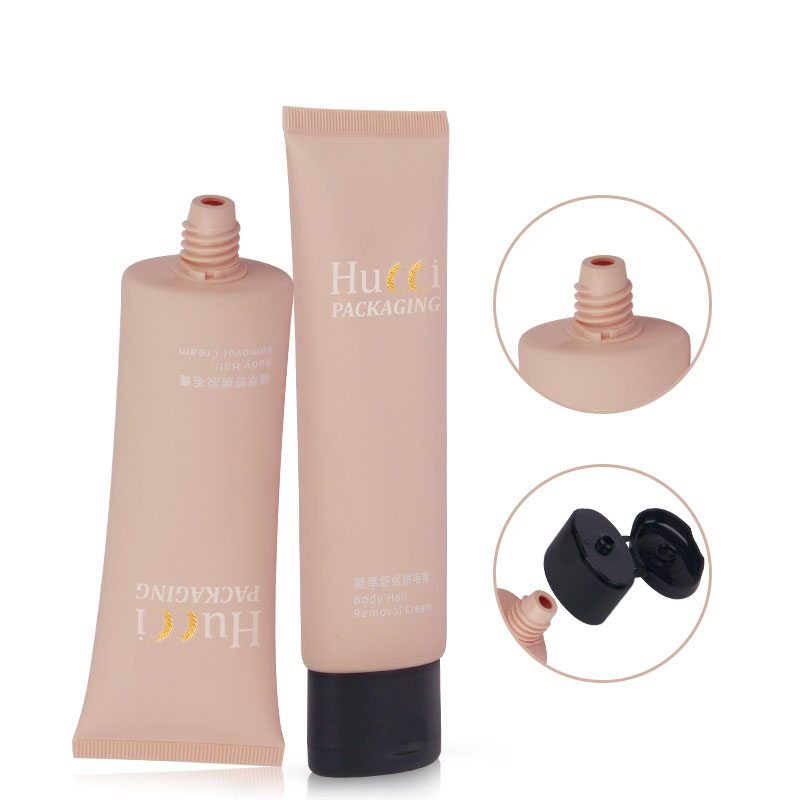 Hucci
PACKAGING
凝萃舒缓脱毛膏
Body Hair
Removal Cream
Hucci
PACKAGING
凝萃舒缓脱毛膏
Body Hair
Removal Cream